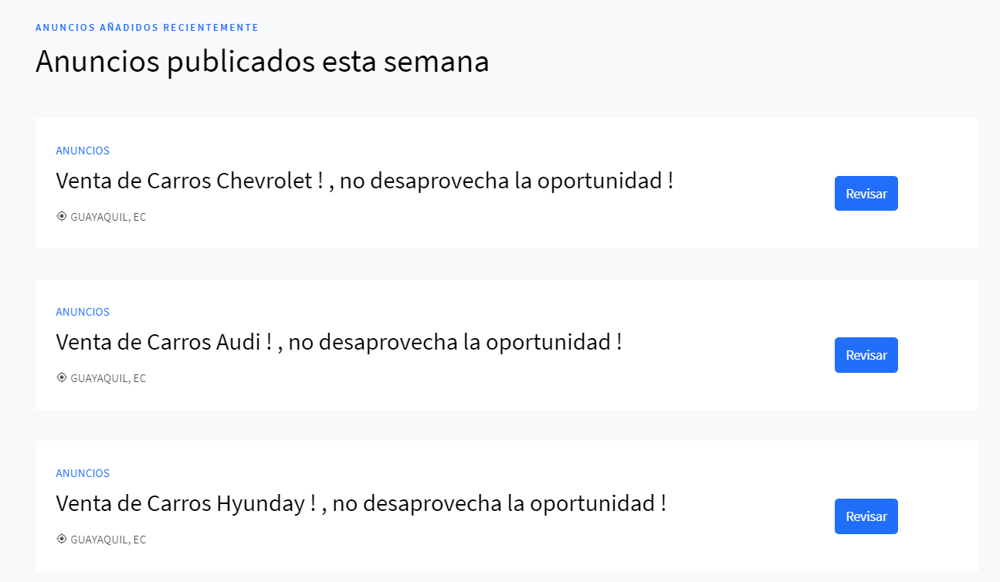 ANUNCIOS AÑADIDOS RECIENTEMENTE
Anuncios publicados esta semana
ANUNCIOS
Venta de Carros Chevrolet ! , no desaprovecha la oportunidad !
GUAYAQUIL, EC
Revisar
ANUNCIOS
Venta de Carros Audi ! , no desaprovecha la oportunidad !
GUAYAQUIL, EC
Revisar
ANUNCIOS
Venta de Carros Hyunday ! , no desaprovecha la oportunidad !
GUAYAQUIL, EC
Revisar